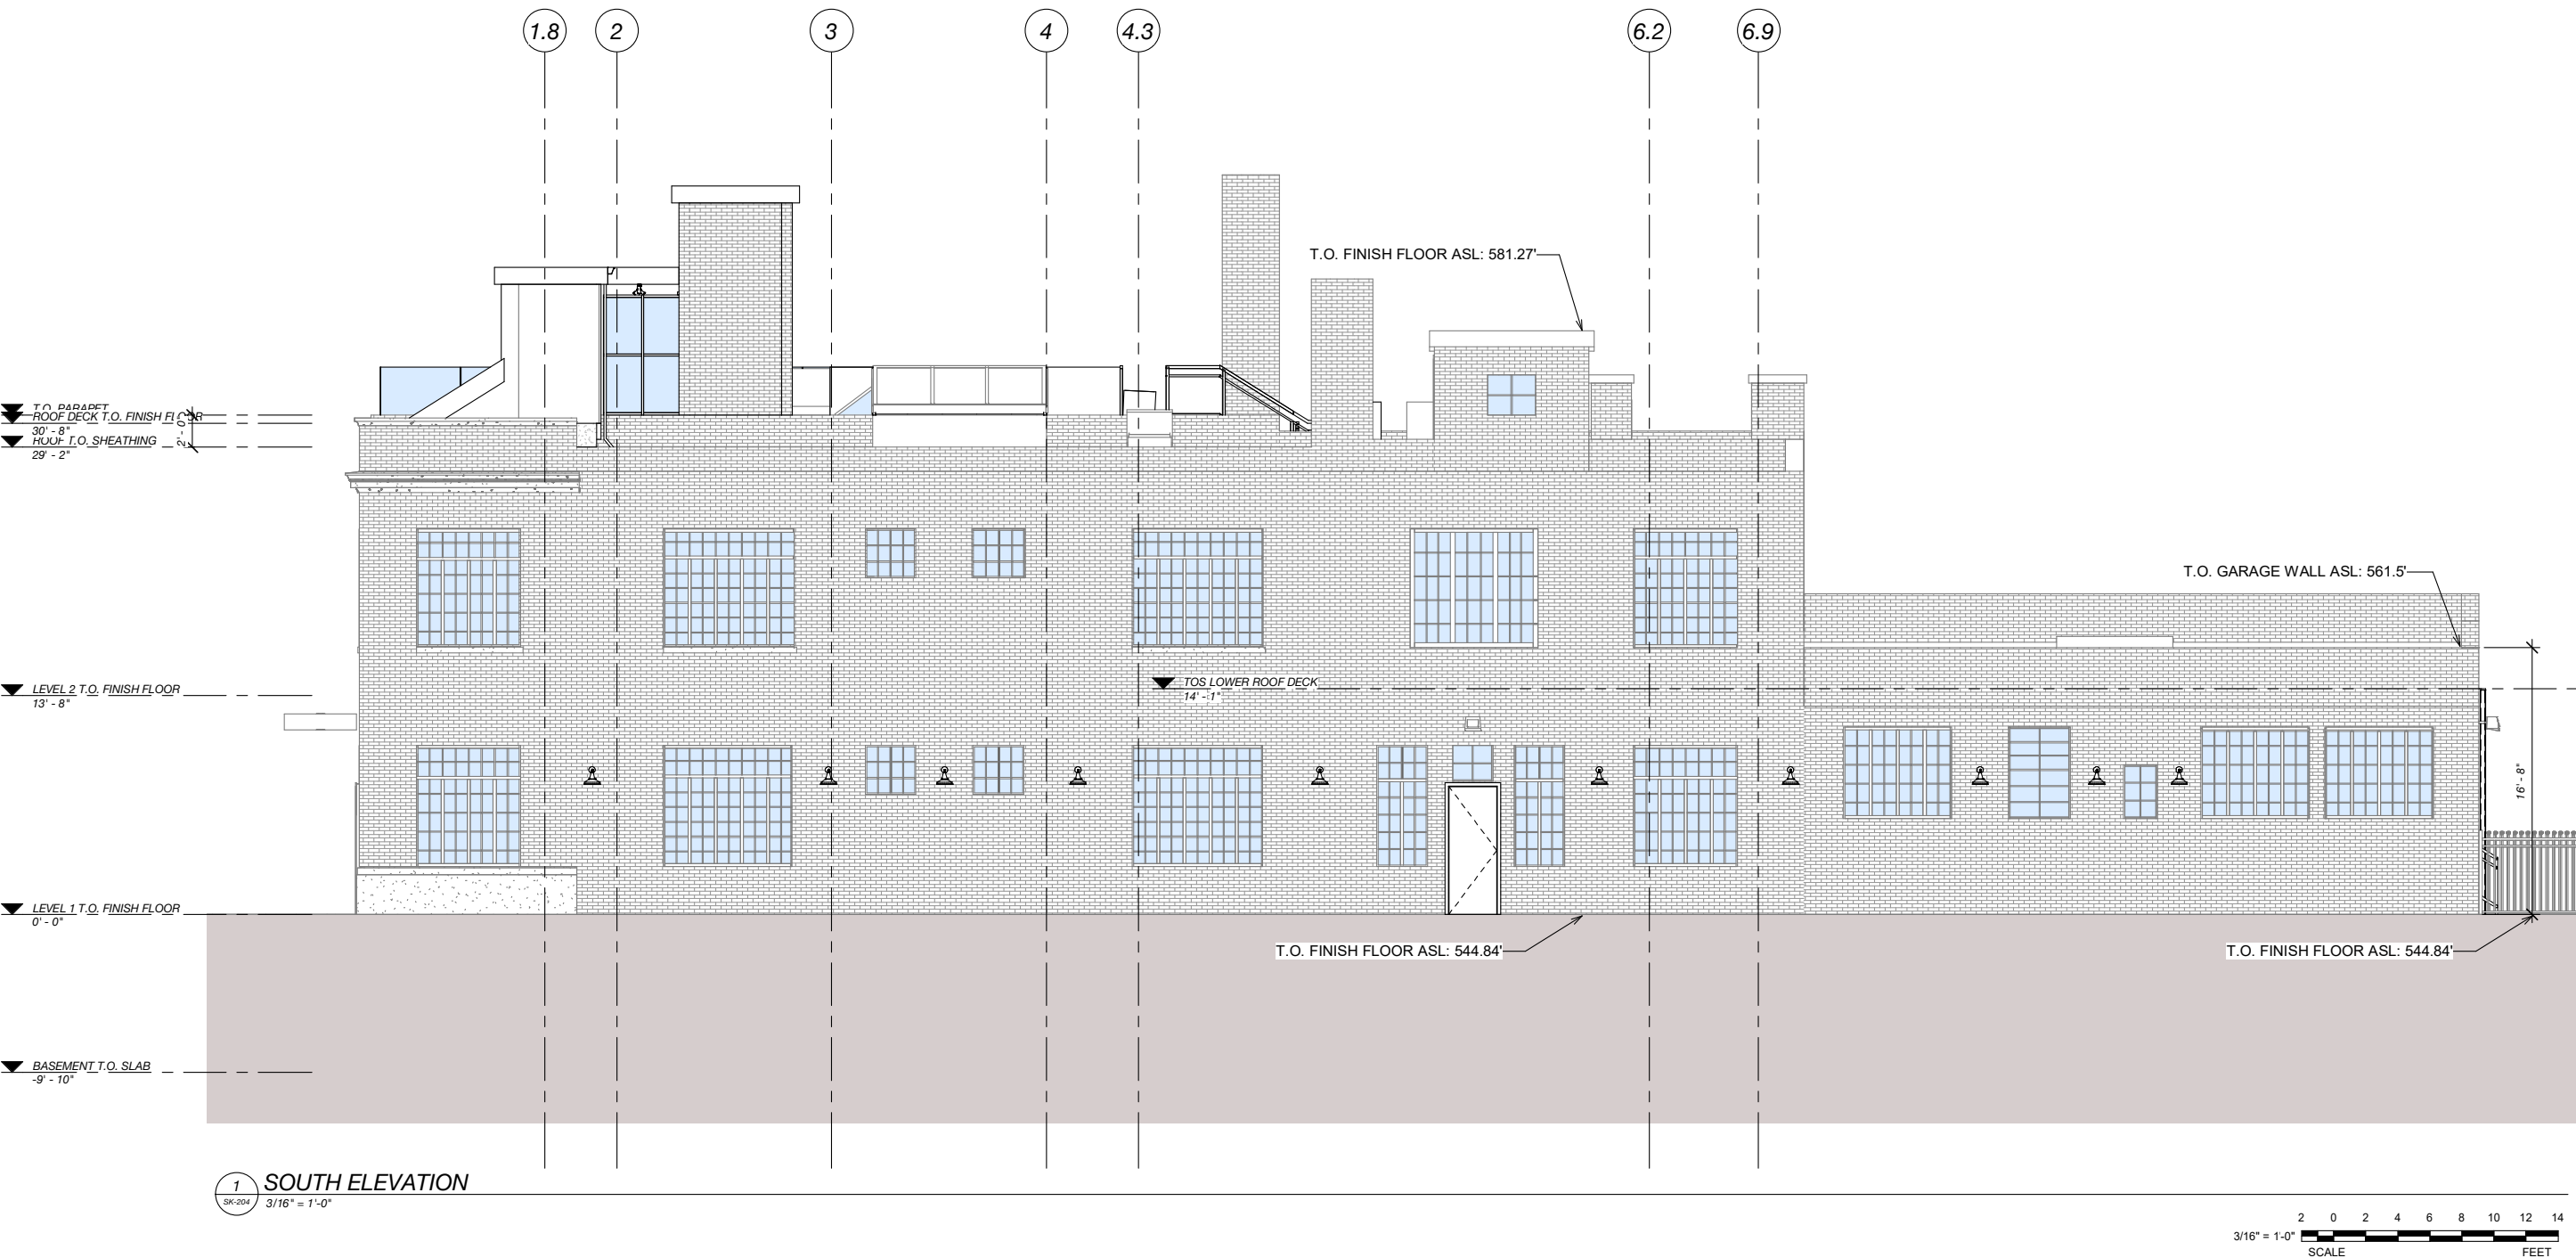 1.8 2 3 4 4.3 6.2 6.9
T.O. FINISH FLOOR ASL: 581.27'
T.O. PARAPET
ROOF DECK T.O. FINISH FLOOR
30' - 8"
2' - 0"
ROOF T.O. SHEATHING
29' - 2"
T.O. GARAGE WALL ASL: 561.5'
TOS LOWER ROOF DECK
14' - 1"
LEVEL 2 T.O. FINISH FLOOR
13' - 8"
16' - 8"
LEVEL 1 T.O. FINISH FLOOR
0' - 0"
T.O. FINISH FLOOR ASL: 544.84'
T.O. FINISH FLOOR ASL: 544.84'
BASEMENT T.O. SLAB
-9' - 10"
1
SK-204
SOUTH ELEVATION
3/16" = 1'-0"
2 0 2 4 6 8 10 12 14
3/16" = 1'-0"
SCALE FEET